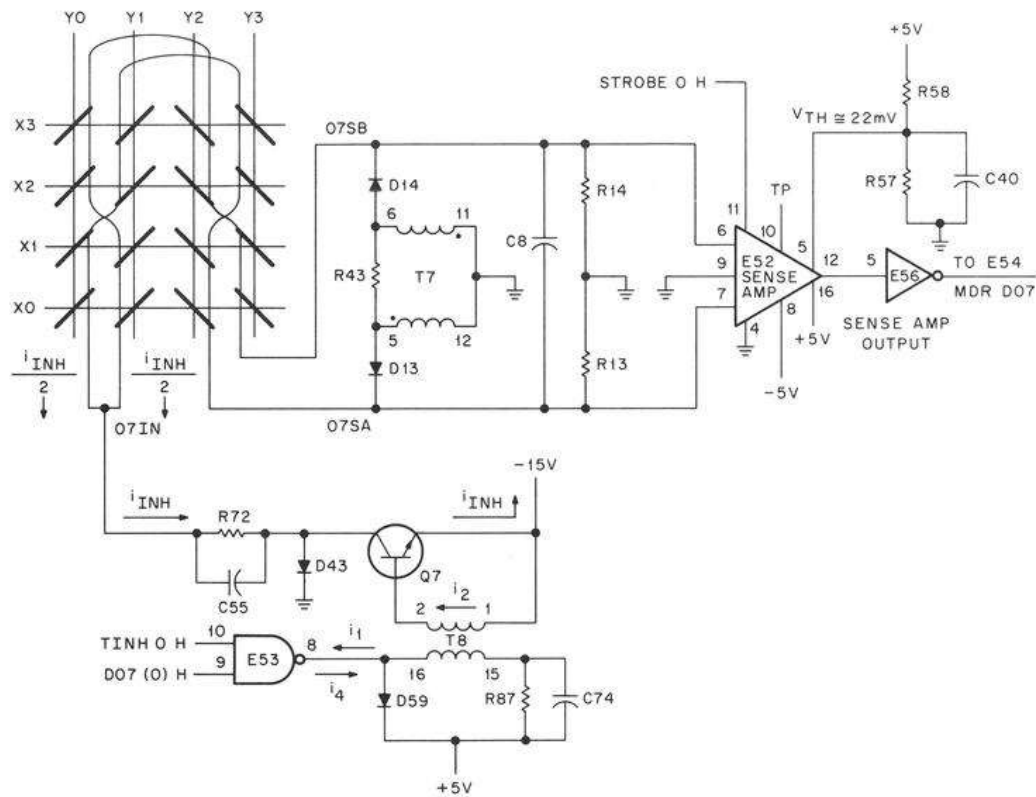 Y0 Y1 Y2 Y3
+5V
STROBE 0 H
R58
X3
07SB
VTH ≅ 22mV
D14
R57
C40
X2
6 11
R14
TP
11
10
6
5
C8
X1
R43
T7
9
E52
SENSE
AMP
12
5
E56
TO E54
MDR D07
7
16
X0
4
8
+5V
SENSE AMP
OUTPUT
5 12
D13
R13
-5V
iINH
2
iINH
2
07IN
07SA
-15V
iINH
R72
iINH
D43
Q7
C55
i2
2 1
TINH 0 H
10
8
i1
T8
E53
D07 (0) H
9
16 15
i4
D59
R87
C74
+5V